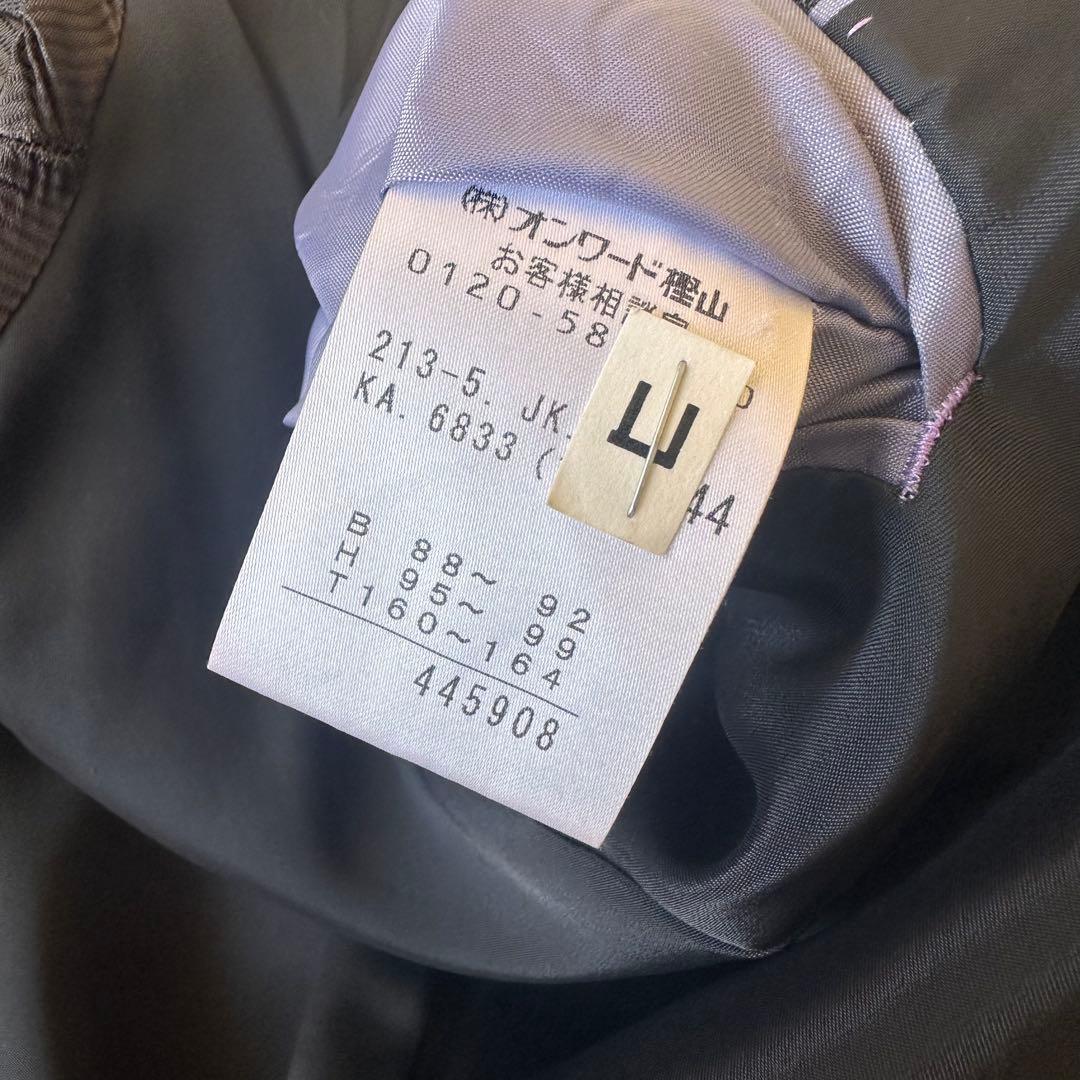 (株)オンワード樫山
お客様相談室
0120-58
213-5. JK.
KA. 6833 (
44
B 88~ 92
H 95~ 99
T160~164
445908